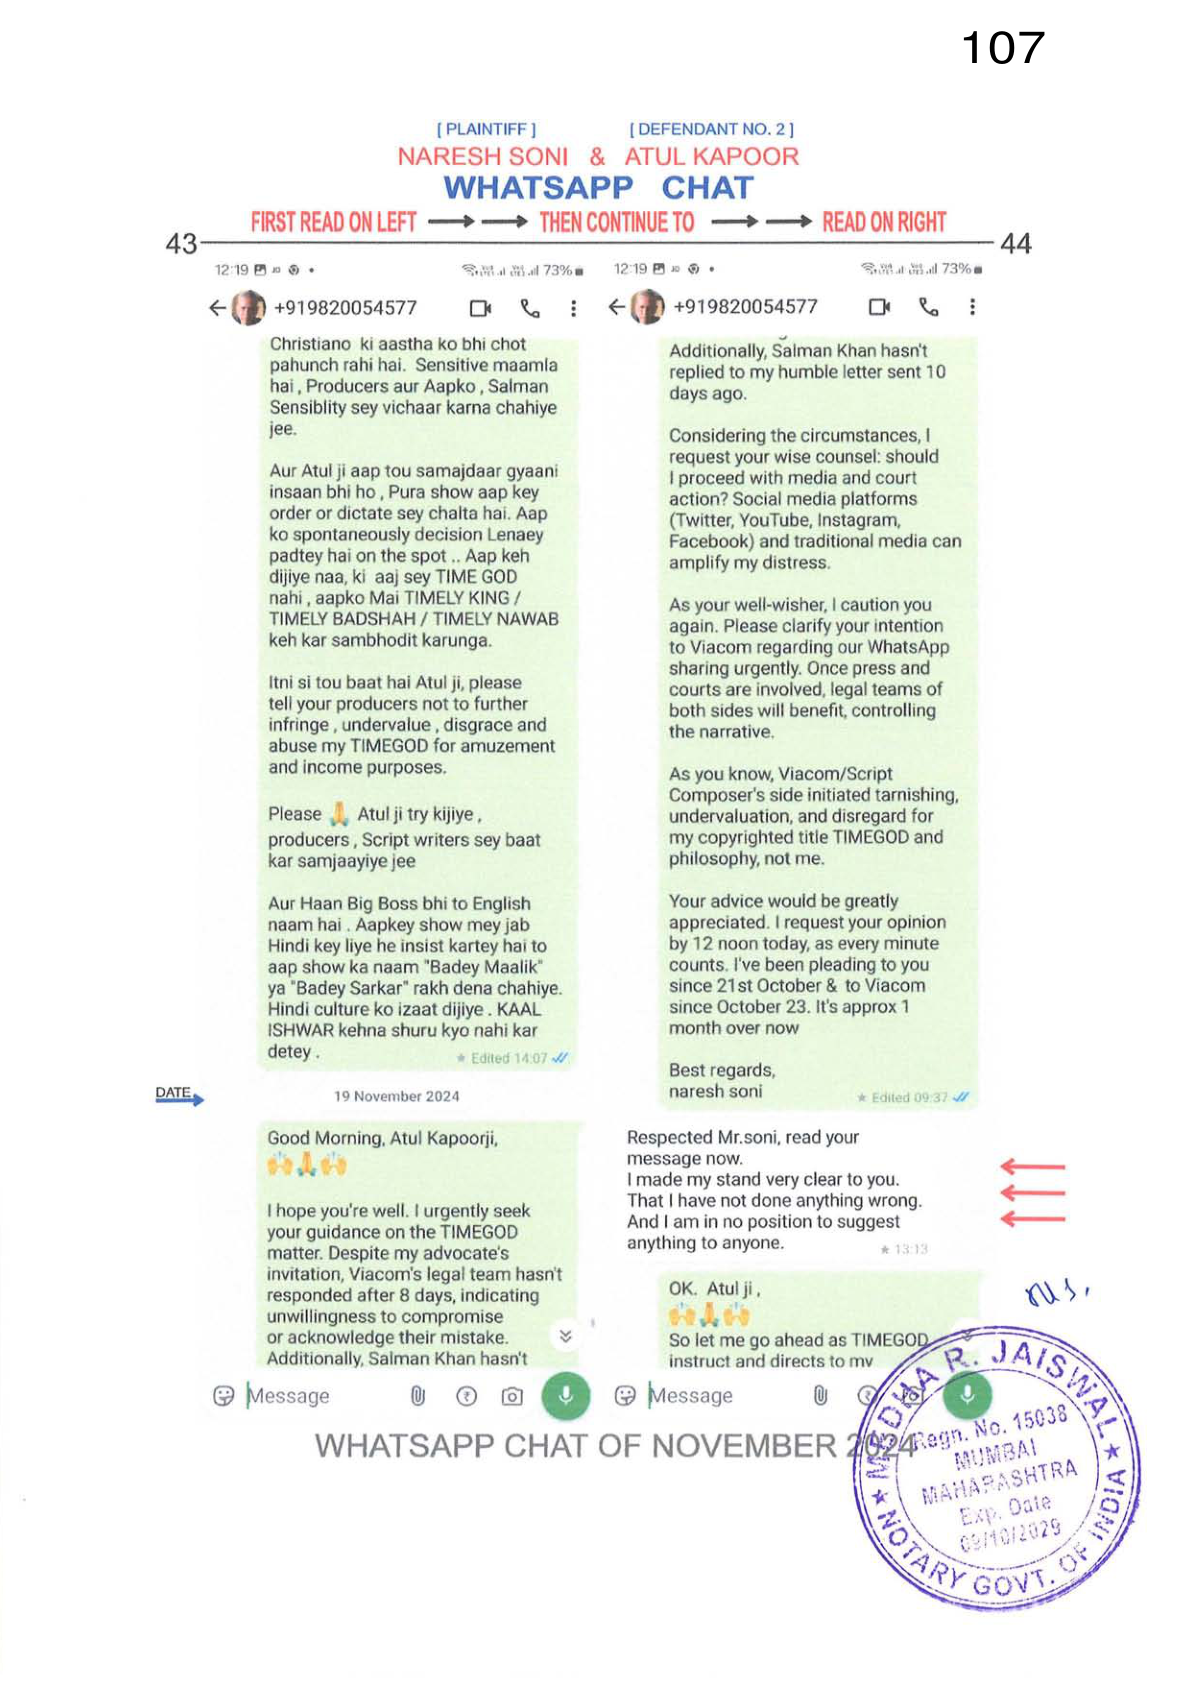 107
[ PLAINTIFF ] [ DEFENDANT NO. 2 ]
NARESH SONI & ATUL KAPOOR
WHATSAPP CHAT
FIRST READ ON LEFT THEN CONTINUE TO READ ON RIGHT
43 44
12:19 73%
+919820054577
Christiano ki aastha ko bhi chot
pahunch rahi hai. Sensitive maamla
hai , Producers aur Aapko , Salman
Sensiblity sey vichaar karna chahiye
jee.
Aur Atul ji aap tou samajdaar gyaani
insaan bhi ho , Pura show aap key
order or dictate sey chalta hai. Aap
ko spontaneously decision Lenaey
padtey hai on the spot .. Aap keh
dijiye naa, ki aaj sey TIME GOD
nahi , aapko Mai TIMELY KING /
TIMELY BADSHAH / TIMELY NAWAB
keh kar sambhodit karunga.
Itni si tou baat hai Atul ji, please
tell your producers not to further
infringe , undervalue , disgrace and
abuse my TIMEGOD for amuzement
and income purposes.
Please 🙏 Atul ji try kijiye ,
producers , Script writers sey baat
kar samjaayiye jee
Aur Haan Big Boss bhi to English
naam hai . Aapkey show mey jab
Hindi key liye he insist kartey hai to
aap show ka naam "Badey Maalik"
ya "Badey Sarkar" rakh dena chahiye.
Hindi culture ko izaat dijiye . KAAL
ISHWAR kehna shuru kyo nahi kar
detey .
★ Edited 14:07
DATE
19 November 2024
Good Morning, Atul Kapoorji,
🙌🙏🙌
I hope you're well. I urgently seek
your guidance on the TIMEGOD
matter. Despite my advocate's
invitation, Viacom's legal team hasn't
responded after 8 days, indicating
unwillingness to compromise
or acknowledge their mistake.
Additionally, Salman Khan hasn't
Message
12:19 73%
+919820054577
Additionally, Salman Khan hasn't
replied to my humble letter sent 10
days ago.
Considering the circumstances, I
request your wise counsel: should
I proceed with media and court
action? Social media platforms
(Twitter, YouTube, Instagram,
Facebook) and traditional media can
amplify my distress.
As your well-wisher, I caution you
again. Please clarify your intention
to Viacom regarding our WhatsApp
sharing urgently. Once press and
courts are involved, legal teams of
both sides will benefit, controlling
the narrative.
As you know, Viacom/Script
Composer's side initiated tarnishing,
undervaluation, and disregard for
my copyrighted title TIMEGOD and
philosophy, not me.
Your advice would be greatly
appreciated. I request your opinion
by 12 noon today, as every minute
counts. I've been pleading to you
since 21st October & to Viacom
since October 23. It's approx 1
month over now
Best regards,
naresh soni
★ Edited 09:37
Respected Mr.soni, read your
message now.
I made my stand very clear to you.
That I have not done anything wrong.
And I am in no position to suggest
anything to anyone.
★ 13:13
OK. Atul ji ,
🙌🙏🙌
So let me go ahead as TIMEGOD
instruct and directs to my
Message
WHATSAPP CHAT OF NOVEMBER 2024
MEDHA R. JAISWAL
Regn. No. 15038
MUMBAI
MAHARASHTRA
Exp. Date
09/10/2029
★ NOTARY GOVT. OF INDIA ★